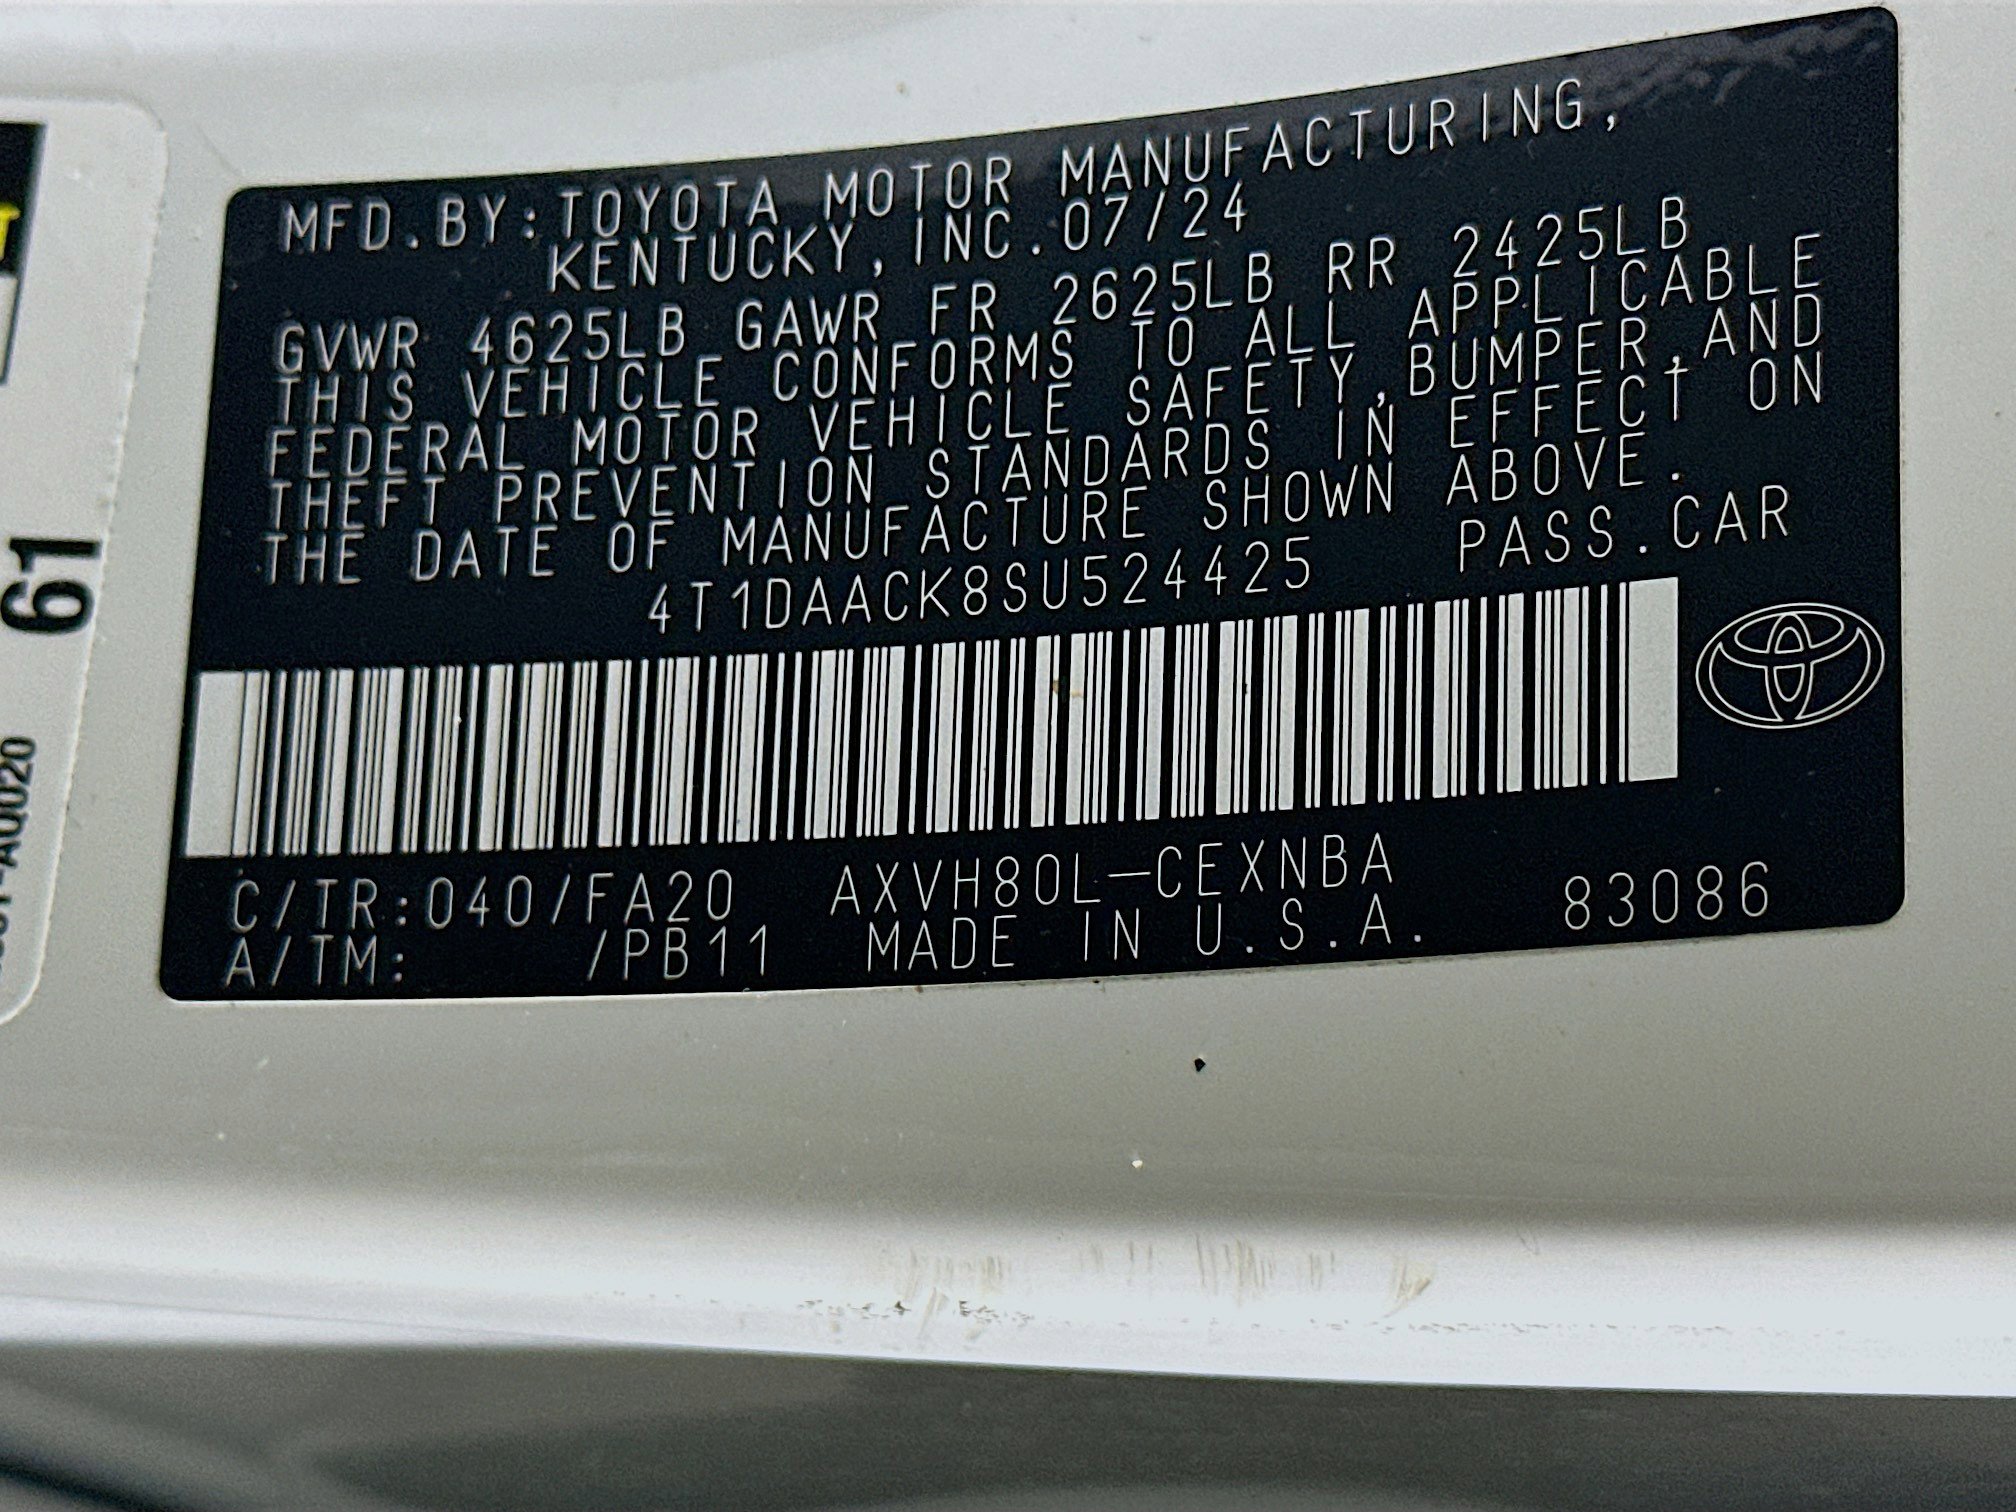 MFD.BY:TOYOTA MOTOR MANUFACTURING,
KENTUCKY, INC.07/24
GVWR 4625LB GAWR FR 2625LB RR 2425LB
THIS VEHICLE CONFORMS TO ALL APPLICABLE
FEDERAL MOTOR VEHICLE SAFETY,BUMPER,AND
THEFT PREVENTION STANDARDS IN EFFECT ON
THE DATE OF MANUFACTURE SHOWN ABOVE.
4T1DAACK8SU524425 PASS.CAR
C/TR:040/FA20 AXVH80L-CEXNBA
A/TM: /PB11 MADE IN U.S.A. 83086
61